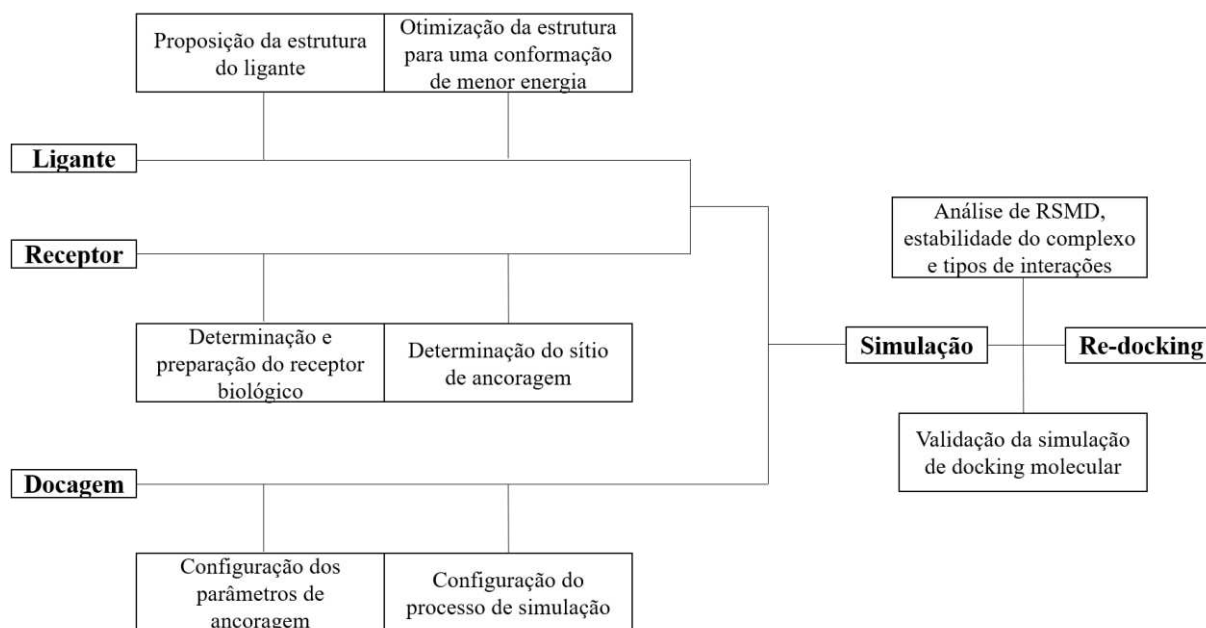 Proposição da estrutura
do ligante
Otimização da estrutura
para uma conformação
de menor energia
Ligante
Receptor
Determinação e
preparação do receptor
biológico
Determinação do sítio
de ancoragem
Docagem
Configuração dos
parâmetros de
ancoragem
Configuração do
processo de simulação
Análise de RSMD,
estabilidade do complexo
e tipos de interações
Simulação
Re-docking
Validação da simulação
de docking molecular